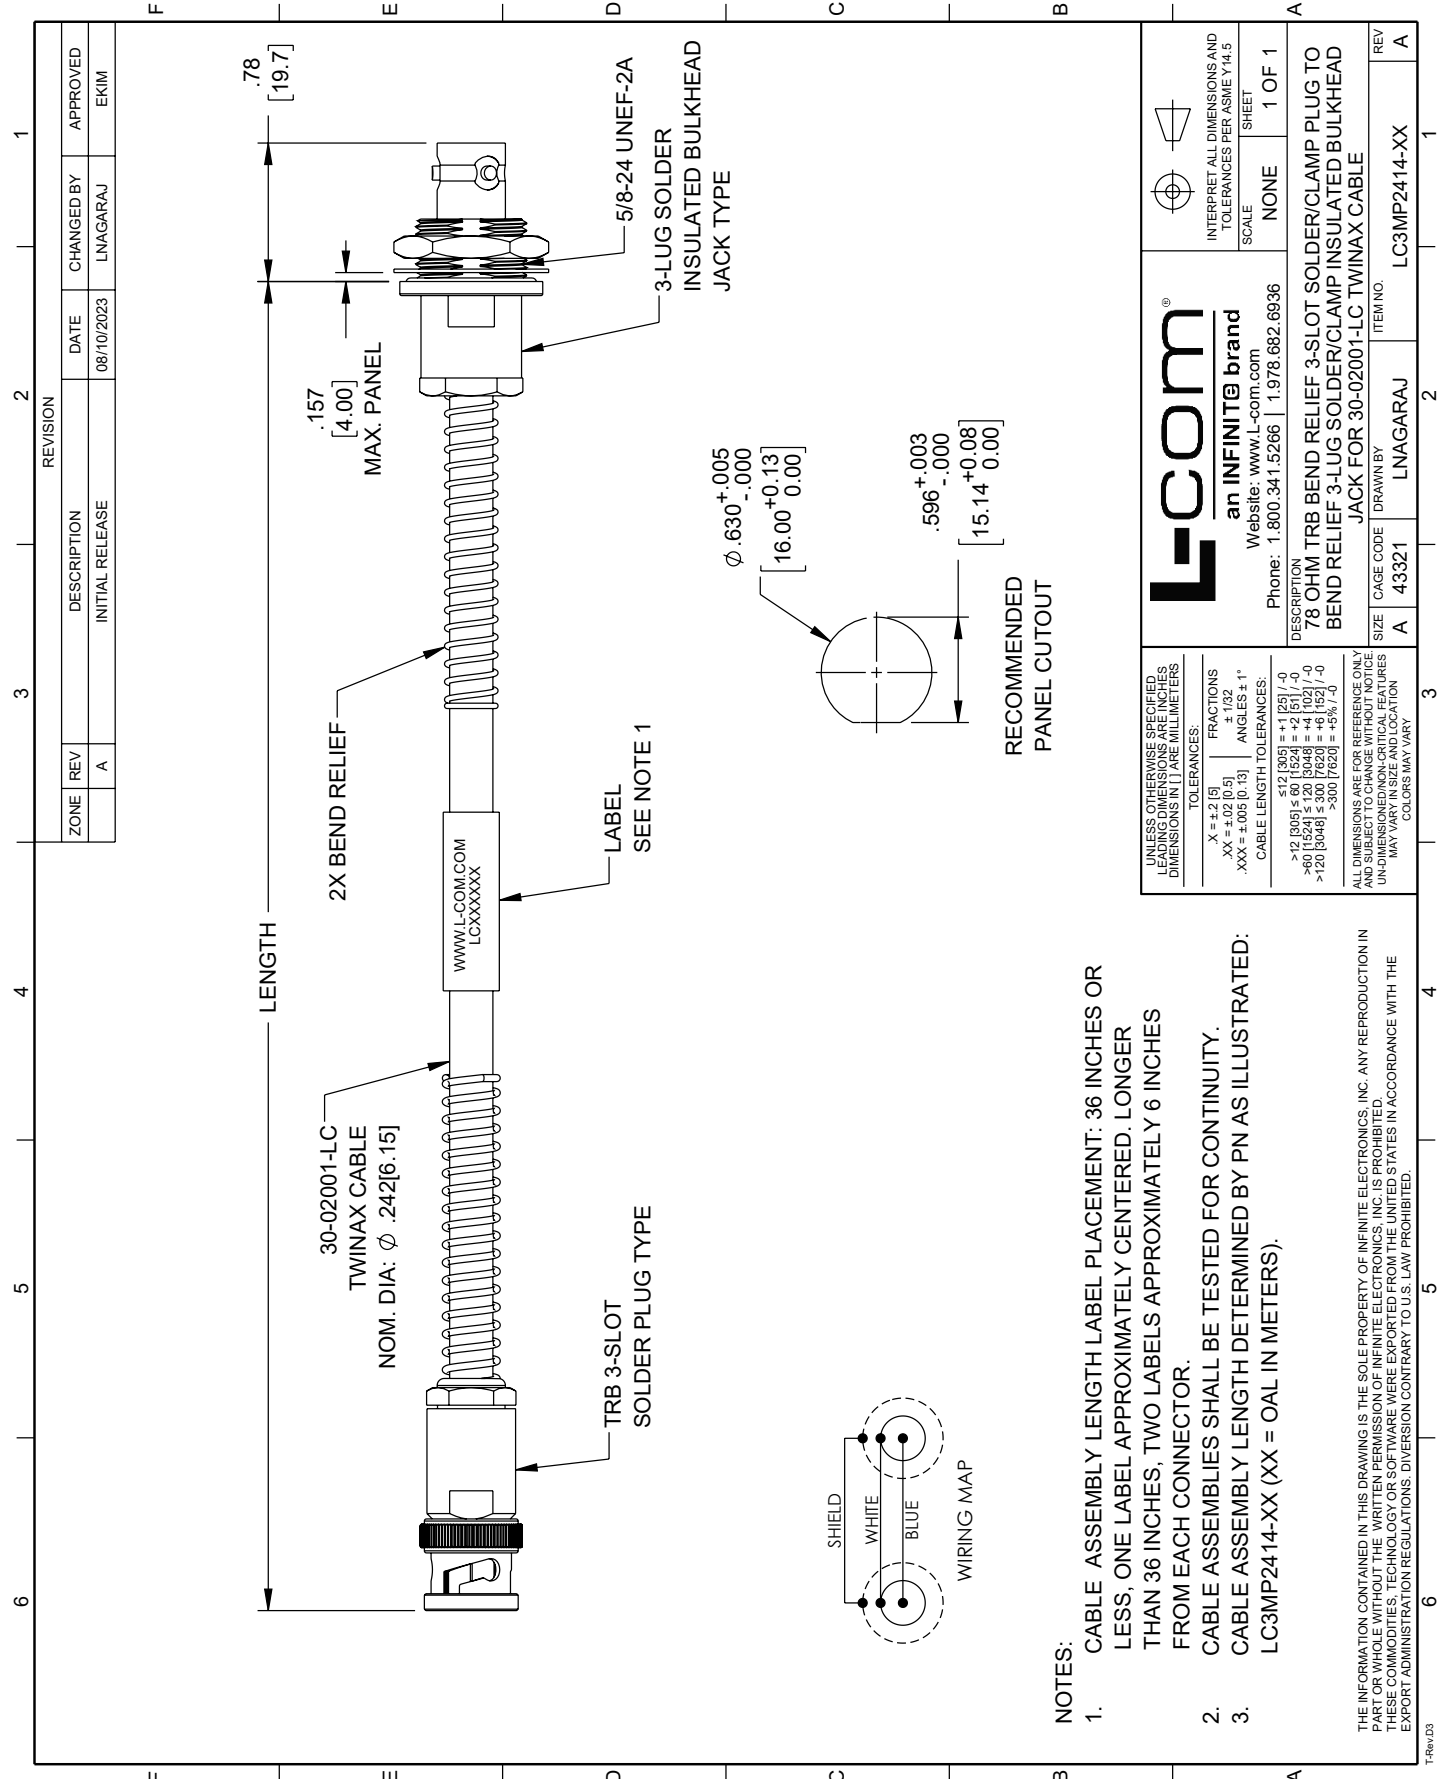 6
5
4
3
2
1
F
E
D
C
B
A
REVISION
ZONE REV DESCRIPTION DATE CHANGED BY APPROVED
A INITIAL RELEASE 08/10/2023 LNAGARAJ EKIM
LENGTH
.78
[19.7]
.157
[4.00]
MAX. PANEL
2X BEND RELIEF
30-02001-LC
TWINAX CABLE
NOM. DIA: ∅ .242[6.15]
WWW.L-COM.COM
LCXXXXXX
5/8-24 UNEF-2A
3-LUG SOLDER
INSULATED BULKHEAD
JACK TYPE
LABEL
SEE NOTE 1
TRB 3-SLOT
SOLDER PLUG TYPE
∅ .630 +.005 -.000
[16.00 +0.13 0.00]
.596 +.003 -.000
[15.14 +0.08 0.00]
RECOMMENDED
PANEL CUTOUT
SHIELD
WHITE
BLUE
WIRING MAP
NOTES:
1. CABLE ASSEMBLY LENGTH LABEL PLACEMENT: 36 INCHES OR
LESS, ONE LABEL APPROXIMATELY CENTERED. LONGER
THAN 36 INCHES, TWO LABELS APPROXIMATELY 6 INCHES
FROM EACH CONNECTOR.
2. CABLE ASSEMBLIES SHALL BE TESTED FOR CONTINUITY.
3. CABLE ASSEMBLY LENGTH DETERMINED BY PN AS ILLUSTRATED:
LC3MP2414-XX (XX = OAL IN METERS).
THE INFORMATION CONTAINED IN THIS DRAWING IS THE SOLE PROPERTY OF INFINITE ELECTRONICS, INC. ANY REPRODUCTION IN
PART OR WHOLE WITHOUT THE WRITTEN PERMISSION OF INFINITE ELECTRONICS, INC. IS PROHIBITED.
THESE COMMODITIES, TECHNOLOGY OR SOFTWARE WERE EXPORTED FROM THE UNITED STATES IN ACCORDANCE WITH THE
EXPORT ADMINISTRATION REGULATIONS. DIVERSION CONTRARY TO U.S. LAW PROHIBITED.
UNLESS OTHERWISE SPECIFIED
LEADING DIMENSIONS ARE INCHES
DIMENSIONS IN [ ] ARE MILLIMETERS
TOLERANCES:
.X = ±.2 [5] FRACTIONS
.XX = ±.02 [0.5] ± 1/32
.XXX = ±.005 [0.13] ANGLES ± 1°
CABLE LENGTH TOLERANCES:
≤12 [305] = +1 [25] / -0
>12 [305] ≤ 60 [1524] = +2 [51] / -0
>60 [1524] ≤ 120 [3048] = +4 [102] / -0
>120 [3048] ≤ 300 [7620] = +6 [152] / -0
>300 [7620] = +5% / -0
ALL DIMENSIONS ARE FOR REFERENCE ONLY
AND SUBJECT TO CHANGE WITHOUT NOTICE.
UN-DIMENSIONED/NON-CRITICAL FEATURES
MAY VARY IN SIZE AND LOCATION
COLORS MAY VARY
L-com®
an INFINIT@ brand
Website: www.L-com.com
Phone: 1.800.341.5266 | 1.978.682.6936
INTERPRET ALL DIMENSIONS AND
TOLERANCES PER ASME Y14.5
SCALE NONE
SHEET 1 OF 1
DESCRIPTION
78 OHM TRB BEND RELIEF 3-SLOT SOLDER/CLAMP PLUG TO
BEND RELIEF 3-LUG SOLDER/CLAMP INSULATED BULKHEAD
JACK FOR 30-02001-LC TWINAX CABLE
SIZE A
CAGE CODE 43321
DRAWN BY LNAGARAJ
ITEM NO. LC3MP2414-XX
REV A
F
E
D
C
B
A
6
5
4
3
2
1
T-Rev.D3